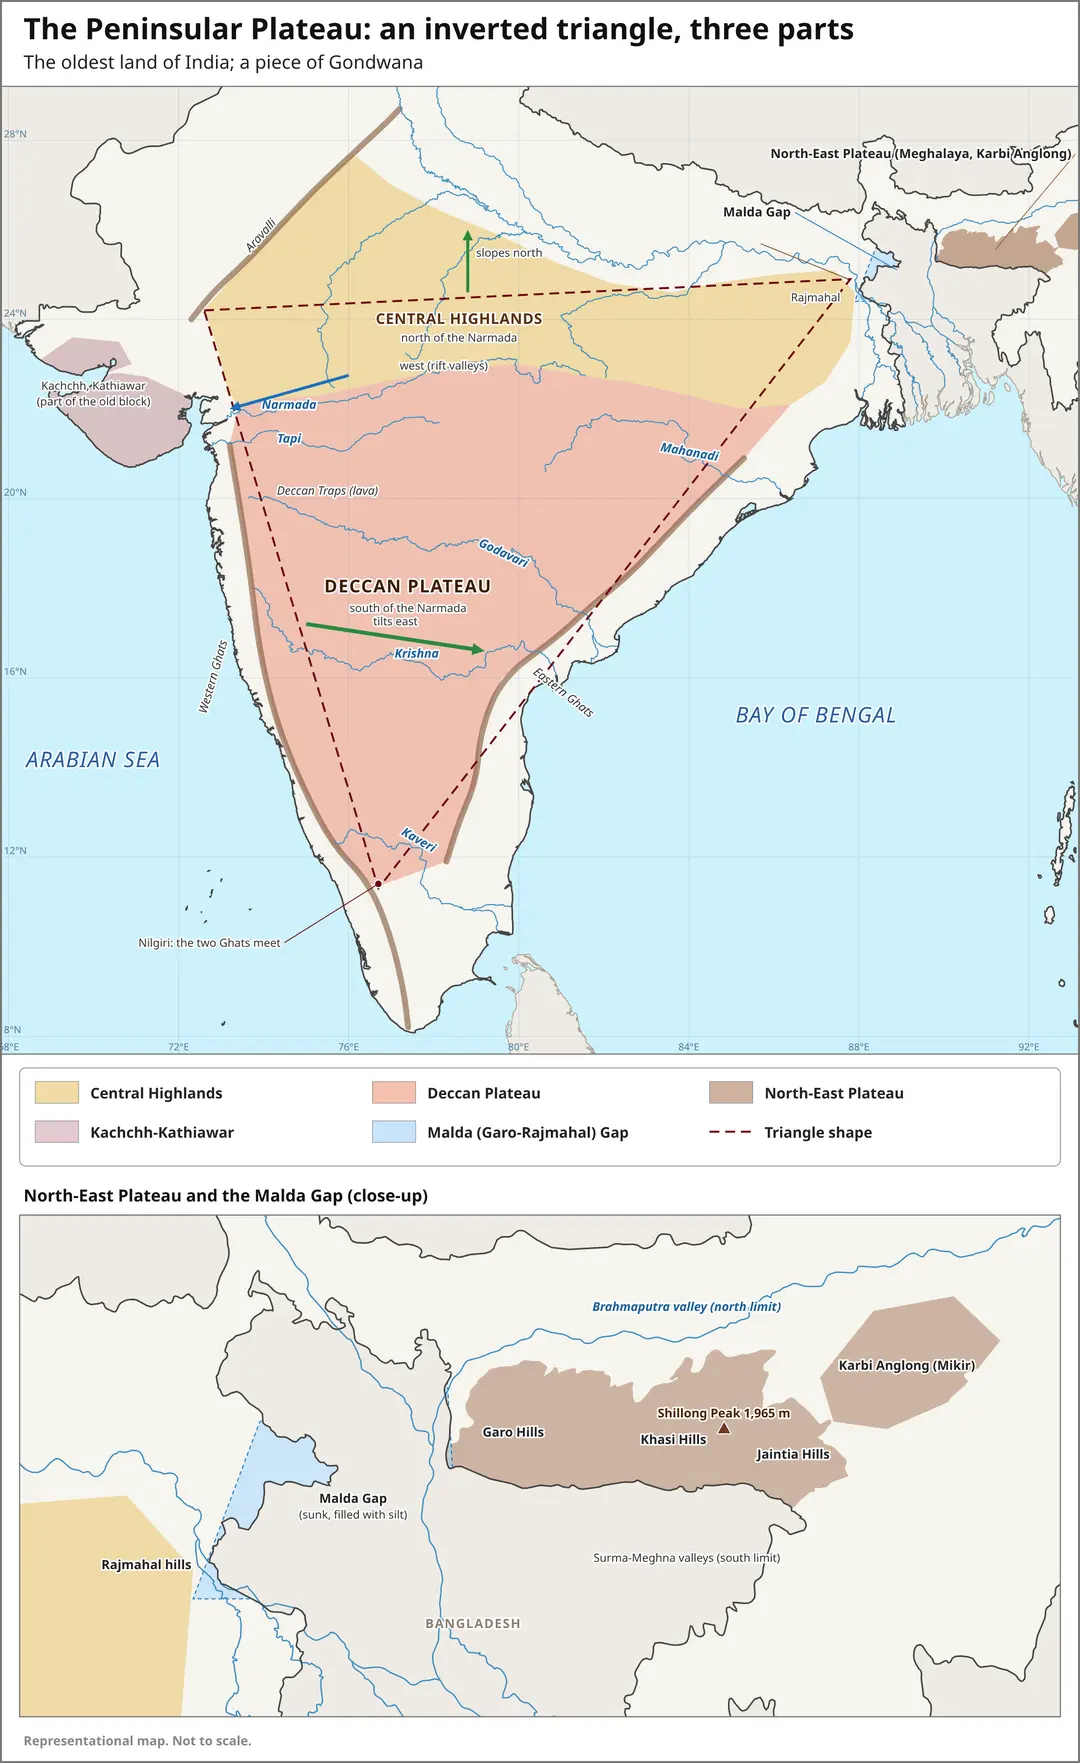 The Peninsular Plateau: an inverted triangle, three parts
The oldest land of India; a piece of Gondwana
28°N
North-East Plateau (Meghalaya, Karbi Anglong)
Malda Gap
Aravalli
slopes north
Rajmahal
24°N
CENTRAL HIGHLANDS
north of the Narmada
west (rift valleys)
Kachchh, Kathiawar
(part of the old block)
Narmada
Tapi
Mahanadi
20°N
Deccan Traps (lava)
Godavari
DECCAN PLATEAU
south of the Narmada
tilts east
Krishna
16°N
Western Ghats
Eastern Ghats
BAY OF BENGAL
ARABIAN SEA
Kaveri
12°N
Nilgiri: the two Ghats meet
8°N
68°E
72°E
76°E
80°E
84°E
88°E
92°E
Central Highlands
Deccan Plateau
North-East Plateau
Kachchh-Kathiawar
Malda (Garo-Rajmahal) Gap
Triangle shape
North-East Plateau and the Malda Gap (close-up)
Brahmaputra valley (north limit)
Karbi Anglong (Mikir)
Shillong Peak 1,965 m
Garo Hills
Khasi Hills
Jaintia Hills
Malda Gap
(sunk, filled with silt)
Rajmahal hills
Surma-Meghna valleys (south limit)
BANGLADESH
Representational map. Not to scale.